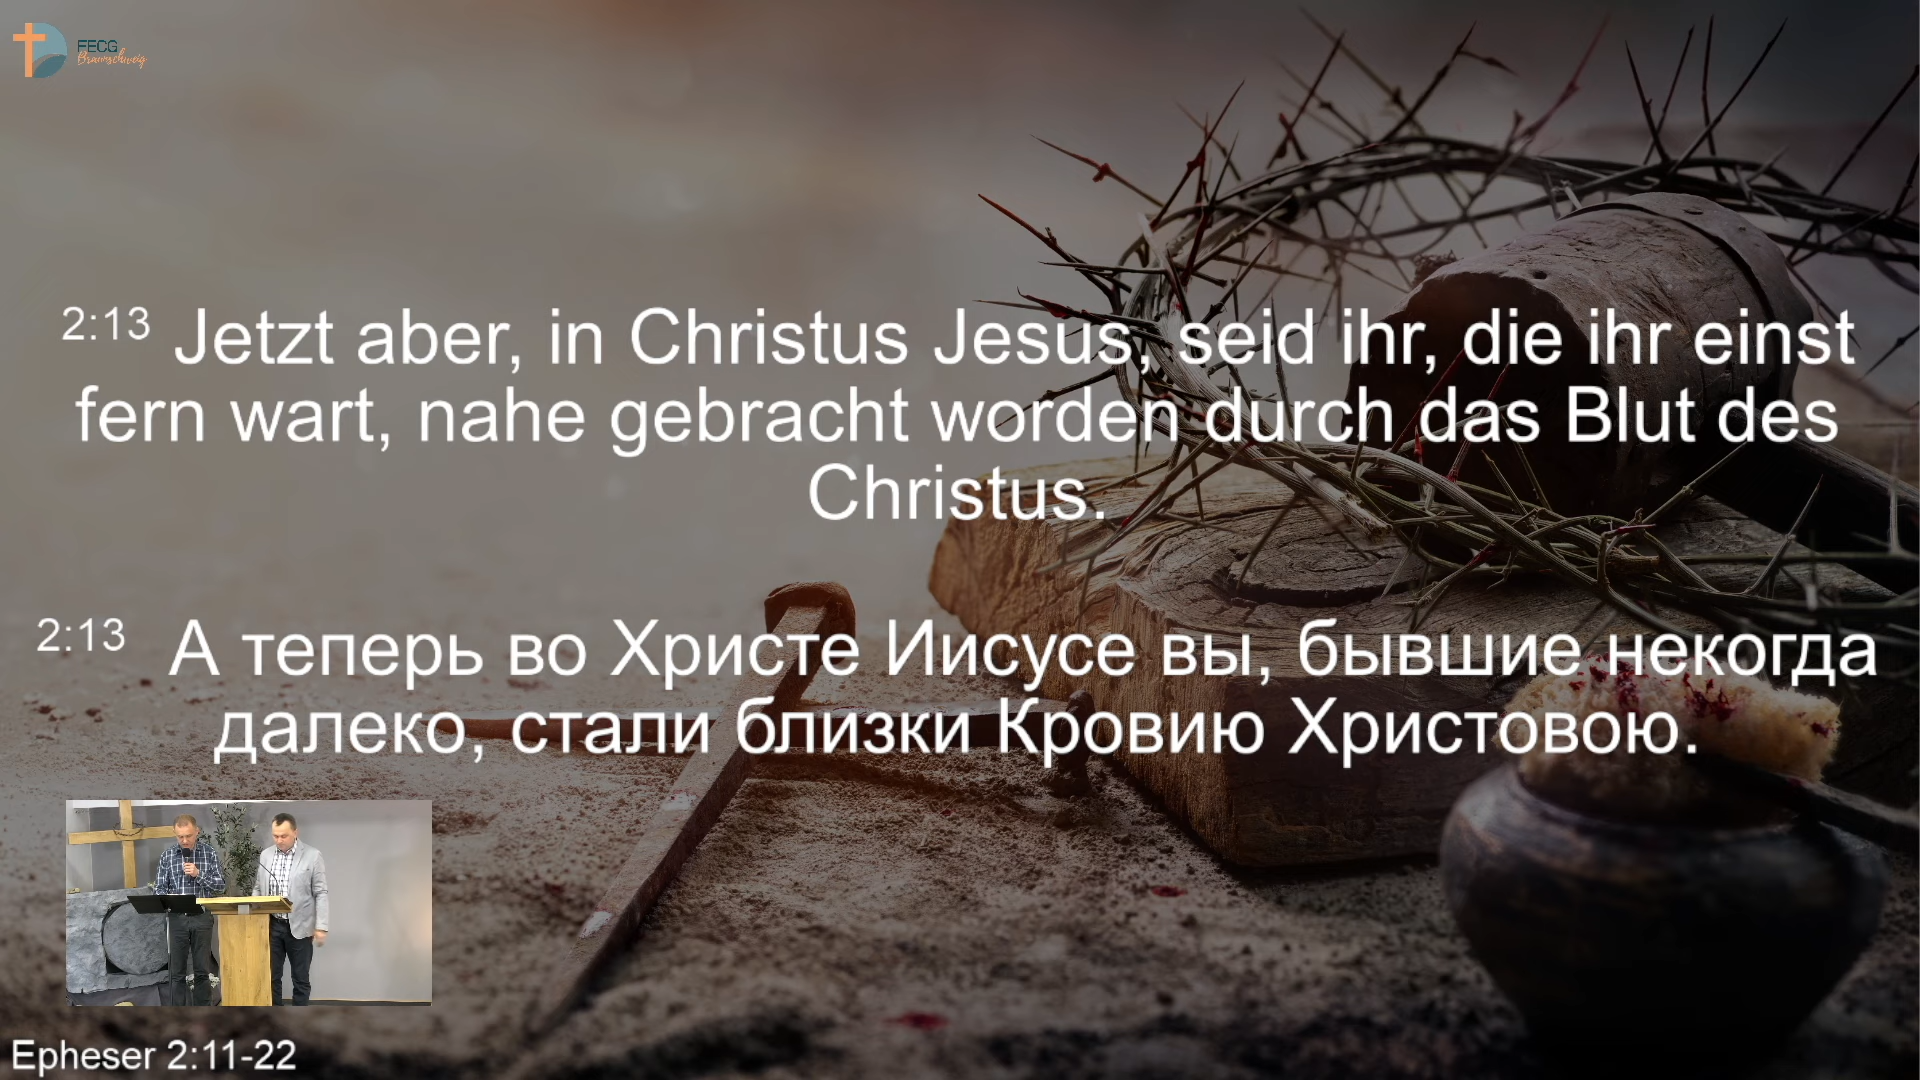 FECG
Braunschweig
2:13 Jetzt aber, in Christus Jesus, seid ihr, die ihr einst
fern wart, nahe gebracht worden durch das Blut des
Christus.
2:13 А теперь во Христе Иисусе вы, бывшие некогда
далеко, стали близки Кровию Христовою.
Epheser 2:11-22